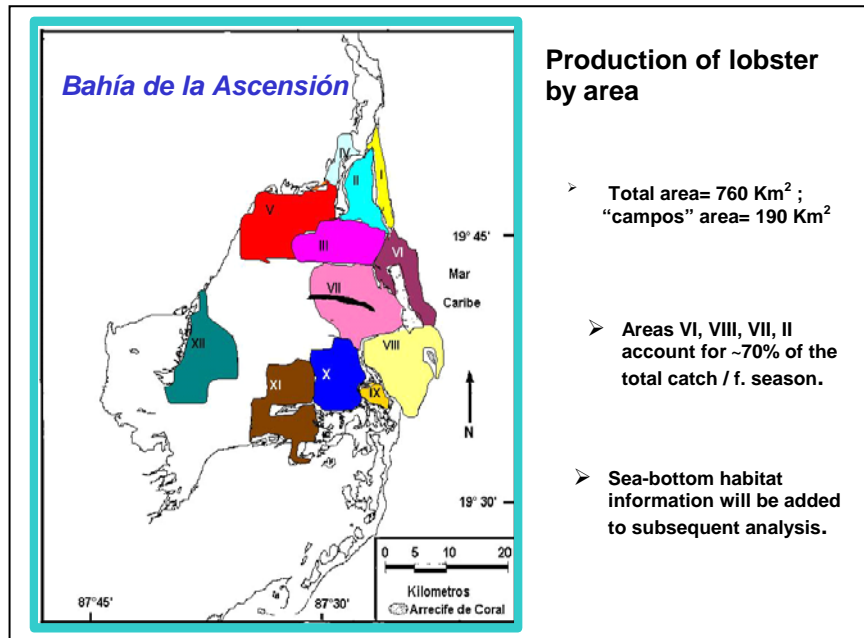 Bahía de la Ascensión
IV
I
II
V
III
VI
VII
VIII
XII
XI
X
IX
19° 45'
Mar
Caribe
N
19° 30'
0 5 10 20
Kilometros
Arrecife de Coral
87°45'
87°30'
Production of lobster
by area
➢ Total area= 760 Km² ;
“campos” area= 190 Km²
➢ Areas VI, VIII, VII, II
account for ~70% of the
total catch / f. season.
➢ Sea-bottom habitat
information will be added
to subsequent analysis.